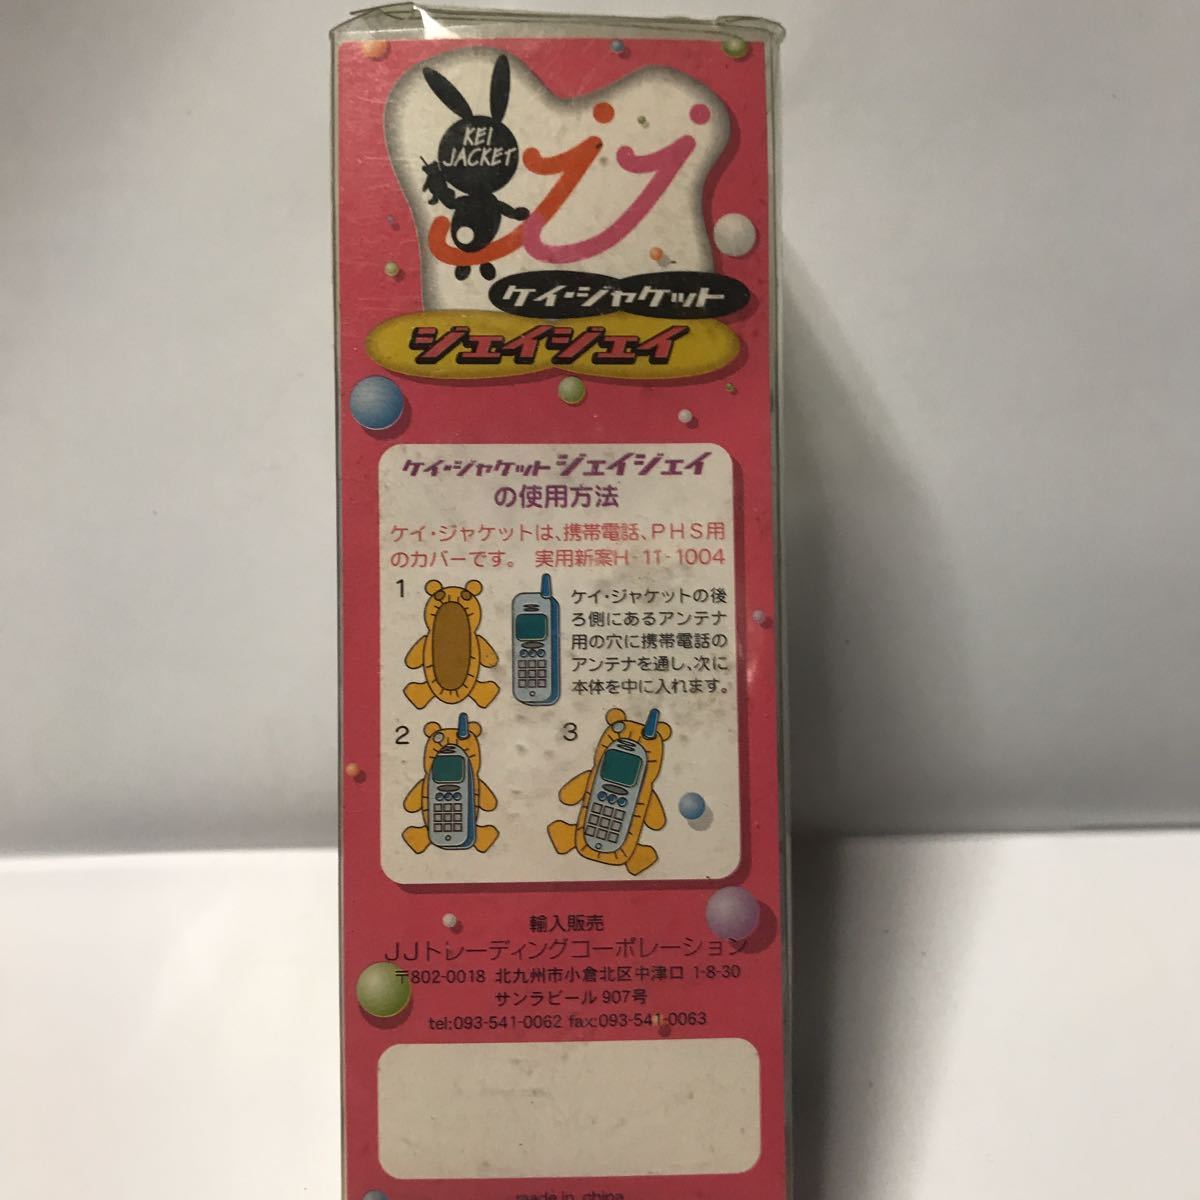 KEI
JACKET
JJ
ケイ・ジャケット
ジェイジェイ
ケイ・ジャケット ジェイジェイ
の使用方法
ケイ・ジャケットは、携帯電話、PHS用
のカバーです。 実用新案H-11-1004
1
ケイ・ジャケットの後
ろ側にあるアンテナ
用の穴に携帯電話の
アンテナを通し、次に
本体を中に入れます。
2
3
輸入販売
JJトレーディングコーポレーション
〒802-0018 北九州市小倉北区中津口 1-8-30
サンラビール 907号
tel:093-541-0062 fax:093-541-0063
made in china